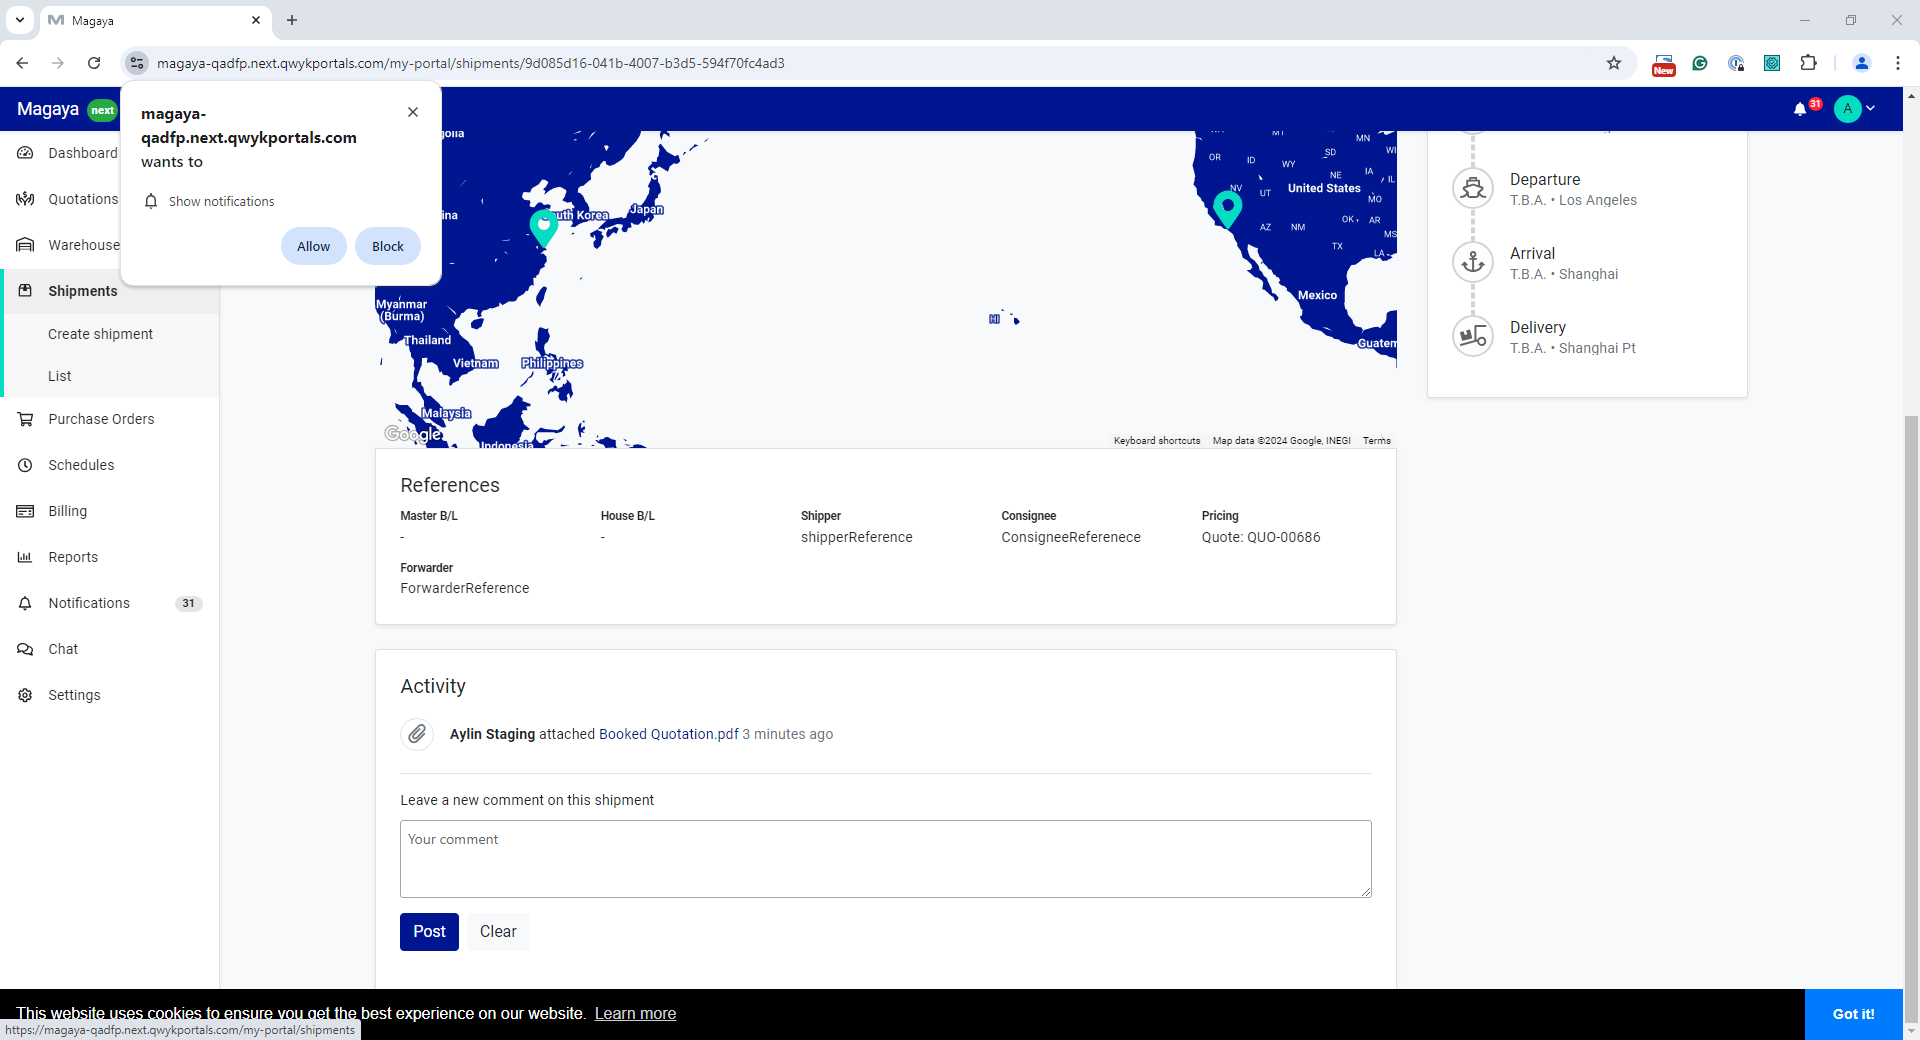 Magaya
magaya-qadfp.next.qwykportals.com/my-portal/shipments/9d085d16-041b-4007-b3d5-594f70fc4ad3
New
Magaya next
31
A
magaya-
qadfp.next.qwykportals.com
wants to
Show notifications
Allow
Block
Dashboard
Quotations
Warehouse
Shipments
Create shipment
List
Purchase Orders
Schedules
Billing
Reports
Notifications
31
Chat
Settings
South Korea
Japan
Myanmar
(Burma)
Thailand
Vietnam
Philippines
Malaysia
Indonesia
HI
OR
ID
WY
SD
MN
WI
NE
IA
IL
NV
UT
United States
MO
AZ
NM
OK
AR
MS
TX
LA
MT
Mexico
Guatem
Google
Keyboard shortcuts
Map data ©2024 Google, INEGI
Terms
Departure
T.B.A. • Los Angeles
Arrival
T.B.A. • Shanghai
Delivery
T.B.A. • Shanghai Pt
References
Master B/L
-
House B/L
-
Shipper
shipperReference
Consignee
ConsigneeReferenece
Pricing
Quote: QUO-00686
Forwarder
ForwarderReference
Activity
Aylin Staging attached Booked Quotation.pdf 3 minutes ago
Leave a new comment on this shipment
Your comment
Post
Clear
This website uses cookies to ensure you get the best experience on our website. Learn more
Got it!
https://magaya-qadfp.next.qwykportals.com/my-portal/shipments